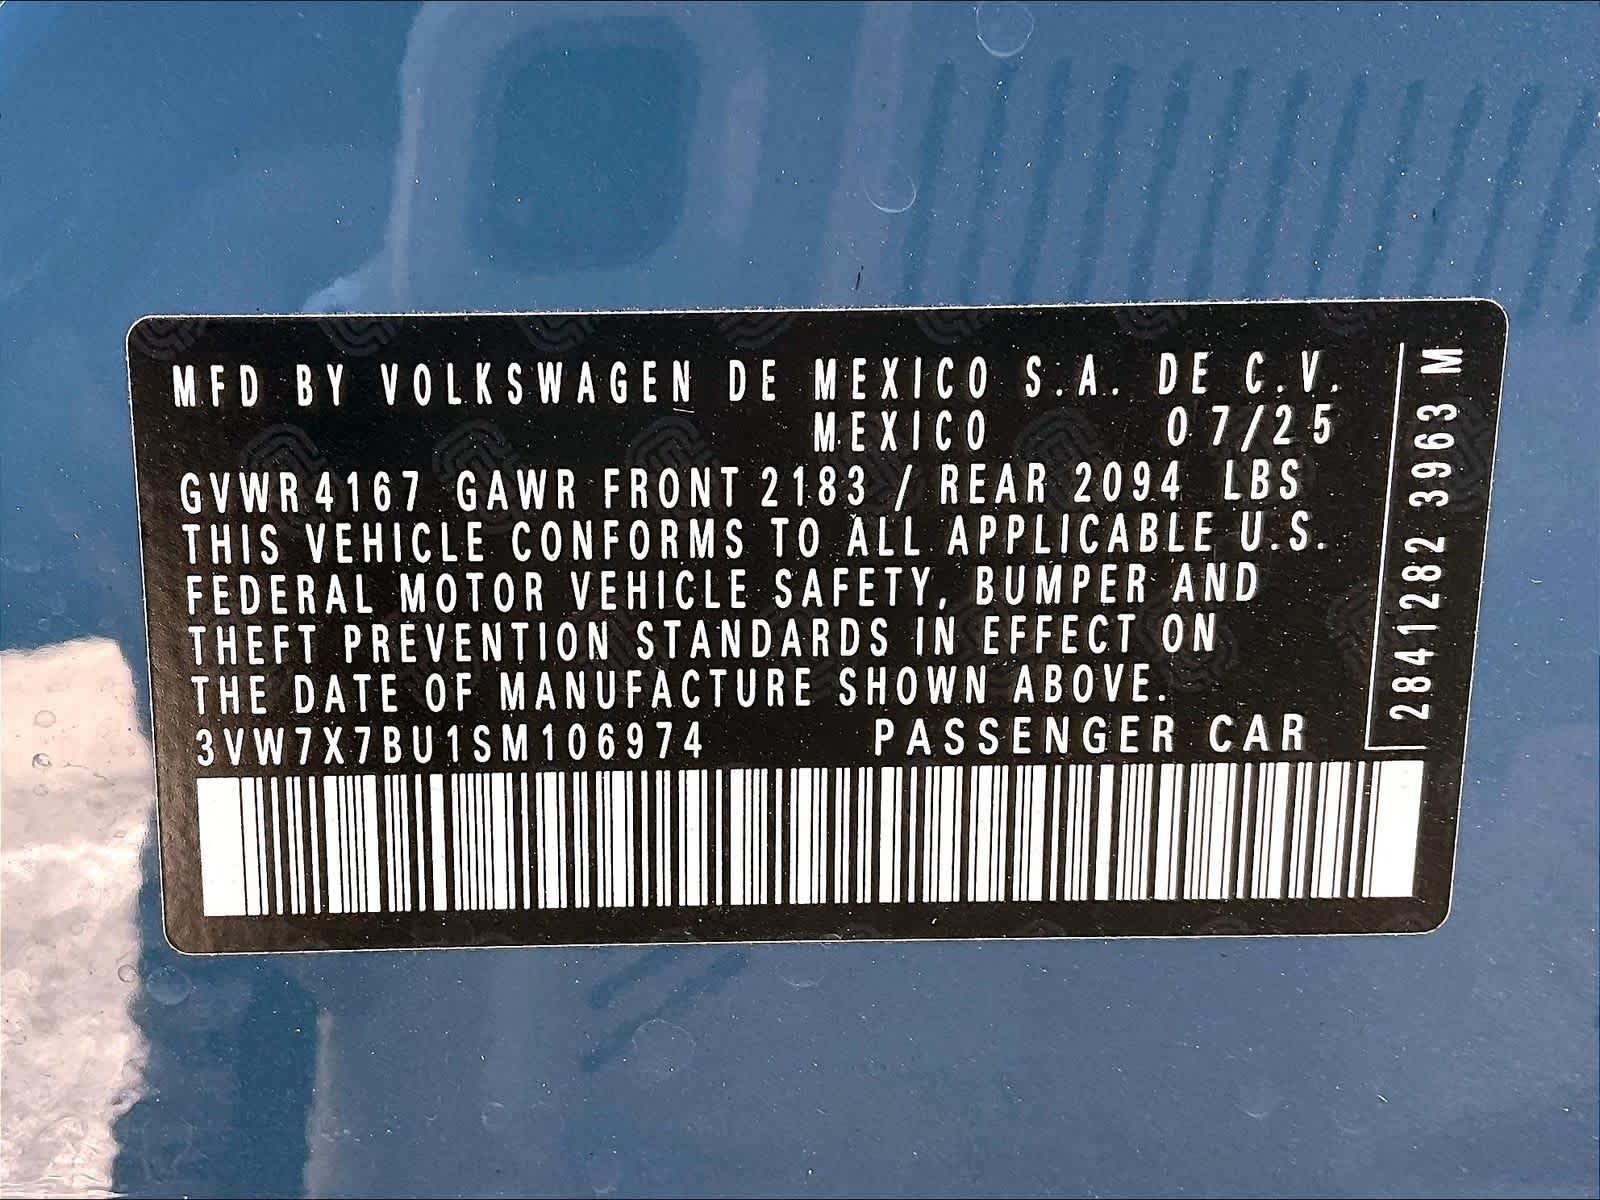 MFD BY VOLKSWAGEN DE MEXICO S.A. DE C.V.
MEXICO 07/25
GVWR 4167 GAWR FRONT 2183 / REAR 2094 LBS
THIS VEHICLE CONFORMS TO ALL APPLICABLE U.S.
FEDERAL MOTOR VEHICLE SAFETY, BUMPER AND
THEFT PREVENTION STANDARDS IN EFFECT ON
THE DATE OF MANUFACTURE SHOWN ABOVE.
3VW7X7BU1SM106974 PASSENGER CAR
2841282 3963 M